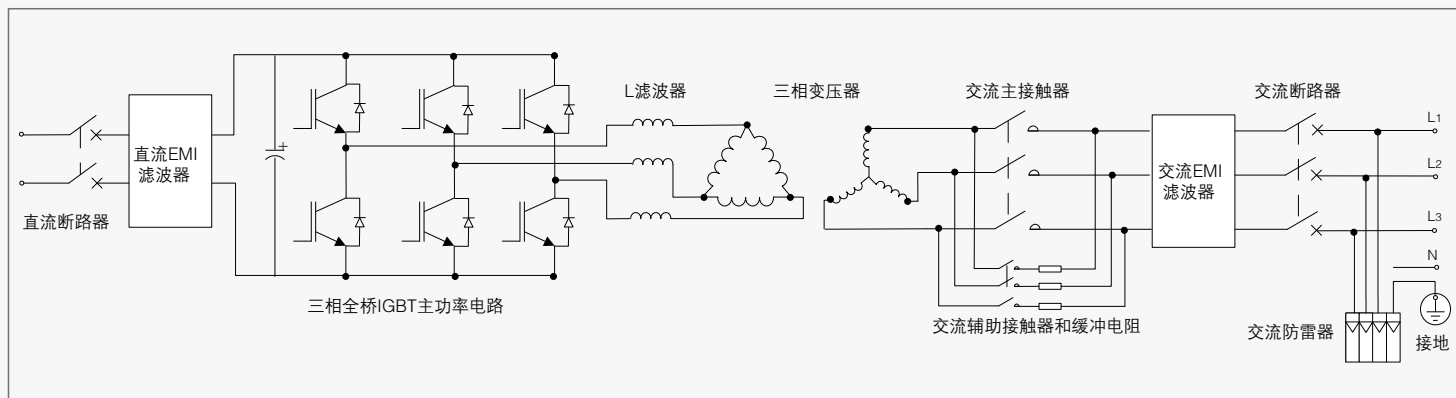 L滤波器
三相变压器
交流主接触器
交流断路器
直流EMI
滤波器
直流断路器
+
三相全桥IGBT主功率电路
交流辅助接触器和缓冲电阻
交流EMI
滤波器
L1
L2
L3
N
交流防雷器
接地